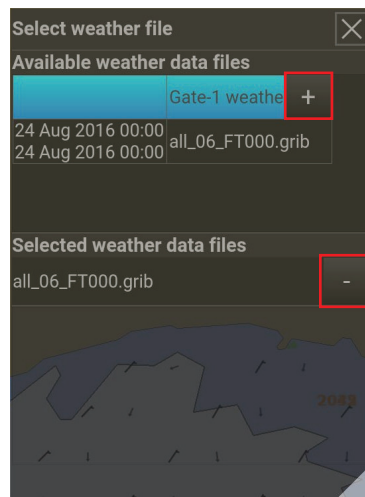 Select weather file
Available weather data files
Gate-1 weathe +
24 Aug 2016 00:00
24 Aug 2016 00:00 all_06_FT000.grib
Selected weather data files
all_06_FT000.grib -